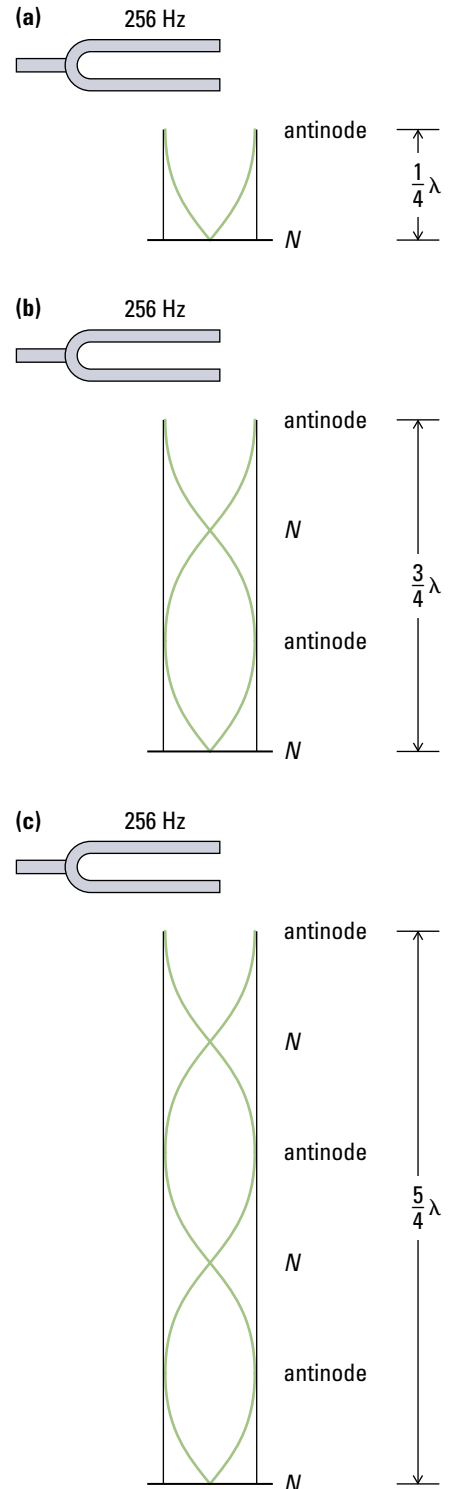 (a) 256 Hz
antinode
1/4 λ
N
(b) 256 Hz
antinode
N
3/4 λ
antinode
N
(c) 256 Hz
antinode
N
antinode
5/4 λ
N
antinode
N